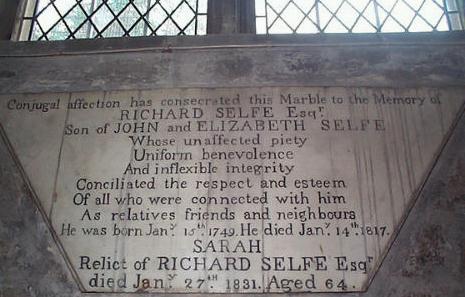 Conjugal affection has consecrated this Marble to the Memory of
RICHARD SELFE Esqr.
Son of JOHN and ELIZABETH SELFE
Whose unaffected piety
Uniform benevolence
And inflexible integrity
Conciliated the respect and esteem
Of all who were connected with him
As relatives friends and neighbours
He was born Jany. 15th. 1749. He died Jany. 14th. 1817.
SARAH
Relict of RICHARD SELFE Esqr
died Jany. 27TH 1831. Aged 64.